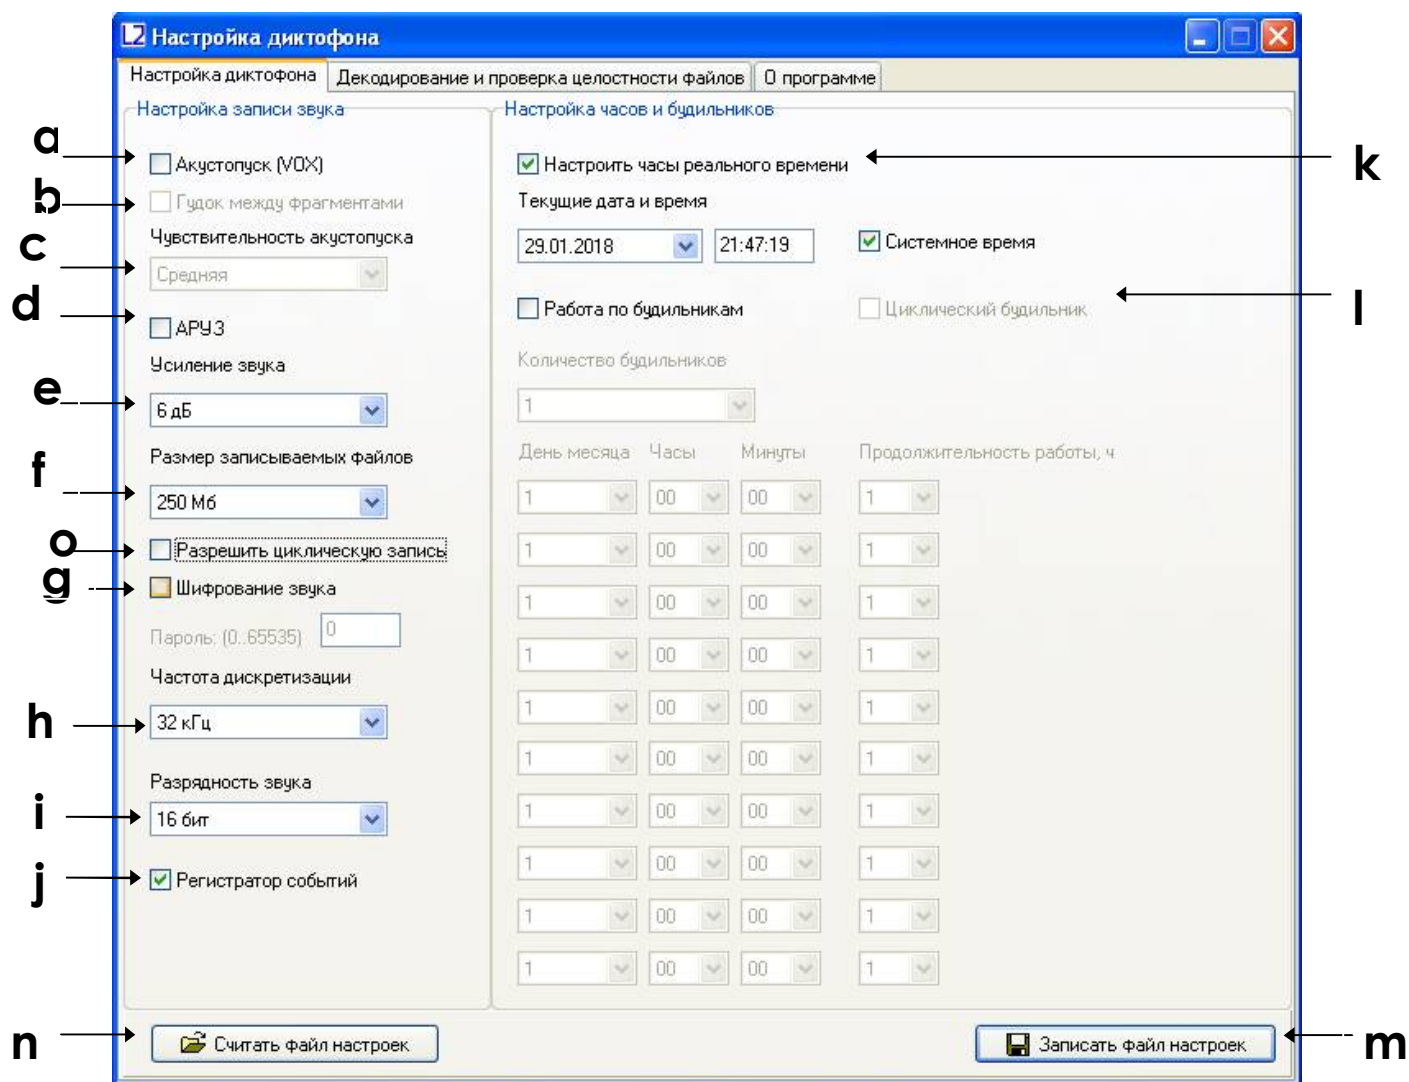 L2 Настройка диктофона
Настройка диктофона Декодирование и проверка целостности файлов О программе
Настройка записи звука
a Акустопуск (VOX)
b Гудок между фрагментами
Чувствительность акустопуска
c Средняя
d АРУЗ
Усиление звука
e 6 дБ
Размер записываемых файлов
f 250 Мб
o Разрешить циклическую запись
g Шифрование звука
Пароль: (0..65535) 0
Частота дискретизации
h 32 кГц
Разрядность звука
i 16 бит
j Регистратор событий
Настройка часов и будильников
Настроить часы реального времени k
Текущие дата и время
29.01.2018 21:47:19 Системное время
Работа по будильникам Циклический будильник l
Количество будильников
1
День месяца Часы Минуты Продолжительность работы, ч
1 00 00 1
1 00 00 1
1 00 00 1
1 00 00 1
1 00 00 1
1 00 00 1
1 00 00 1
1 00 00 1
1 00 00 1
1 00 00 1
n Считать файл настроек Записать файл настроек m